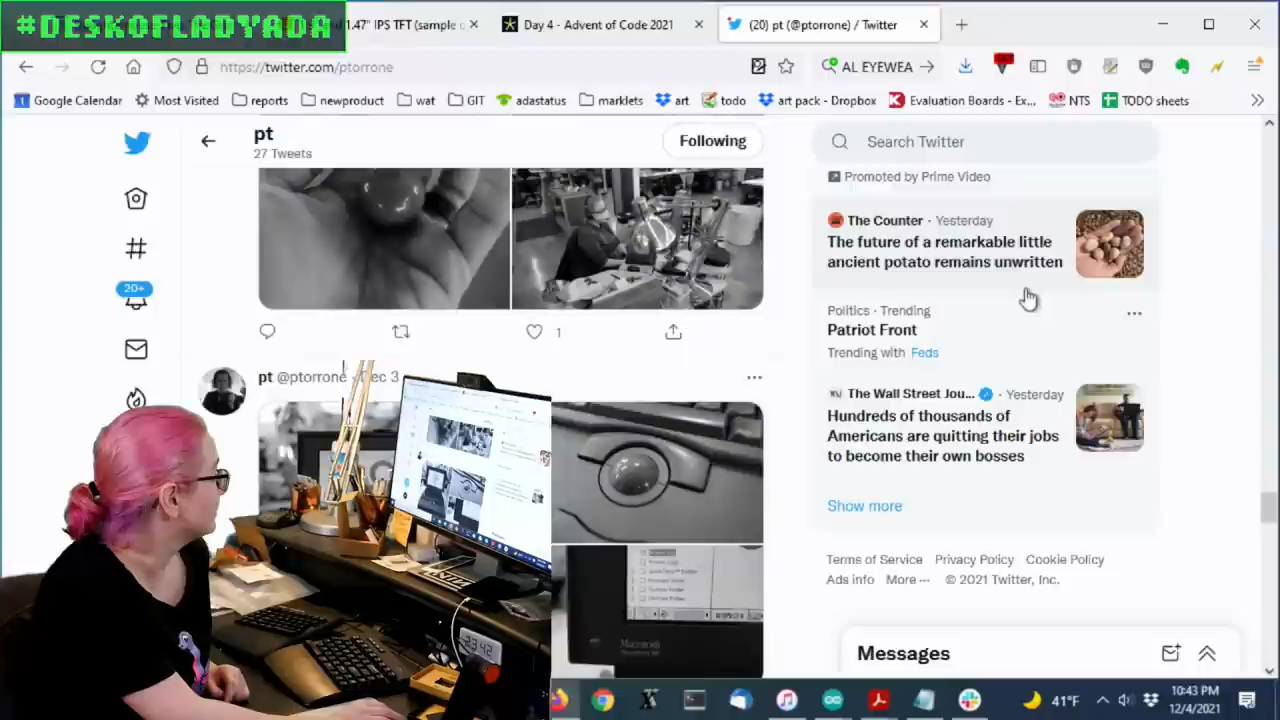 #DESKOFLADYADA
1.47" IPS TFT (sample
Day 4 - Advent of Code 2021
(20) pt (@ptorrone) / Twitter
https://twitter.com/ptorrone
AL EYEWEA
Google Calendar
Most Visited
reports
newproduct
wat
GIT
adastatus
marklets
art
todo
art pack - Dropbox
Evaluation Boards - Ex...
NTS
TODO sheets
pt
27 Tweets
Following
Search Twitter
Promoted by Prime Video
The Counter · Yesterday
The future of a remarkable little
ancient potato remains unwritten
20+
Politics · Trending
Patriot Front
Trending with Feds
1
pt @ptorrone · Dec 3
The Wall Street Jou... · Yesterday
Hundreds of thousands of
Americans are quitting their jobs
to become their own bosses
Show more
Terms of Service Privacy Policy Cookie Policy
Ads info More ··· © 2021 Twitter, Inc.
Macintosh
Messages
2342
41°F
10:43 PM
12/4/2021